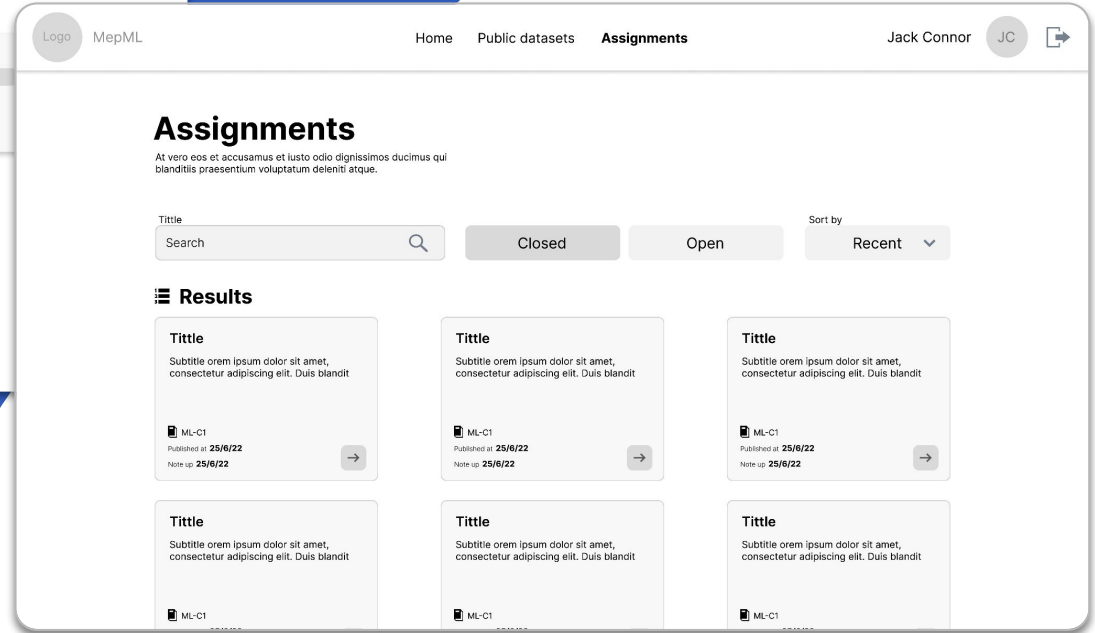 Logo MepML Home Public datasets Assignments Jack Connor JC
Assignments
At vero eos et accusamus et iusto odio dignissimos ducimus qui
blanditiis praesentium voluptatum deleniti atque.
Tittle
Sort by
Search
Closed
Open
Recent
Results
Tittle
Subtitle orem ipsum dolor sit amet,
consectetur adipiscing elit. Duis blandit
ML-C1
Published at 25/6/22
Note up 25/6/22
Tittle
Subtitle orem ipsum dolor sit amet,
consectetur adipiscing elit. Duis blandit
ML-C1
Published at 25/6/22
Note up 25/6/22
Tittle
Subtitle orem ipsum dolor sit amet,
consectetur adipiscing elit. Duis blandit
ML-C1
Published at 25/6/22
Note up 25/6/22
Tittle
Subtitle orem ipsum dolor sit amet,
consectetur adipiscing elit. Duis blandit
ML-C1
Tittle
Subtitle orem ipsum dolor sit amet,
consectetur adipiscing elit. Duis blandit
ML-C1
Tittle
Subtitle orem ipsum dolor sit amet,
consectetur adipiscing elit. Duis blandit
ML-C1